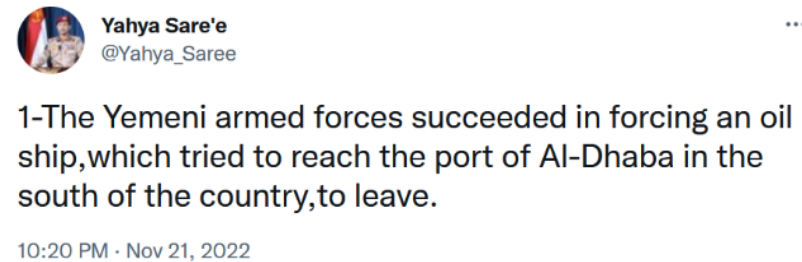 Yahya Sare'e
@Yahya_Saree
1-The Yemeni armed forces succeeded in forcing an oil
ship,which tried to reach the port of Al-Dhaba in the
south of the country,to leave.
10:20 PM · Nov 21, 2022